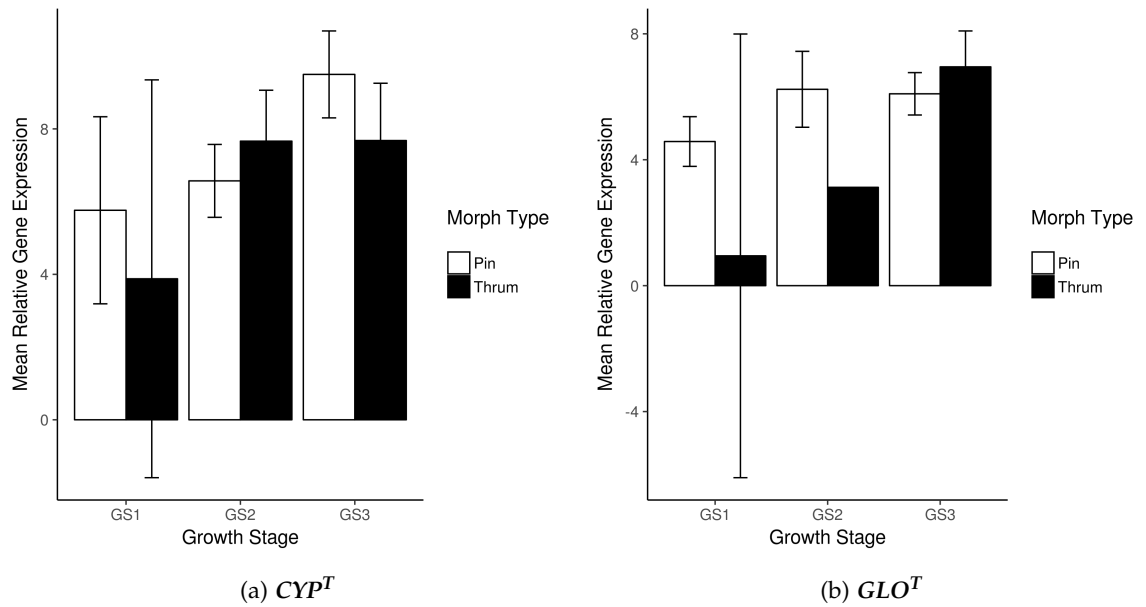 Mean Relative Gene Expression
8
4
0
GS1 GS2 GS3
Growth Stage
Morph Type
Pin
Thrum
(a) CYP^T
Mean Relative Gene Expression
8
4
0
-4
GS1 GS2 GS3
Growth Stage
Morph Type
Pin
Thrum
(b) GLO^T